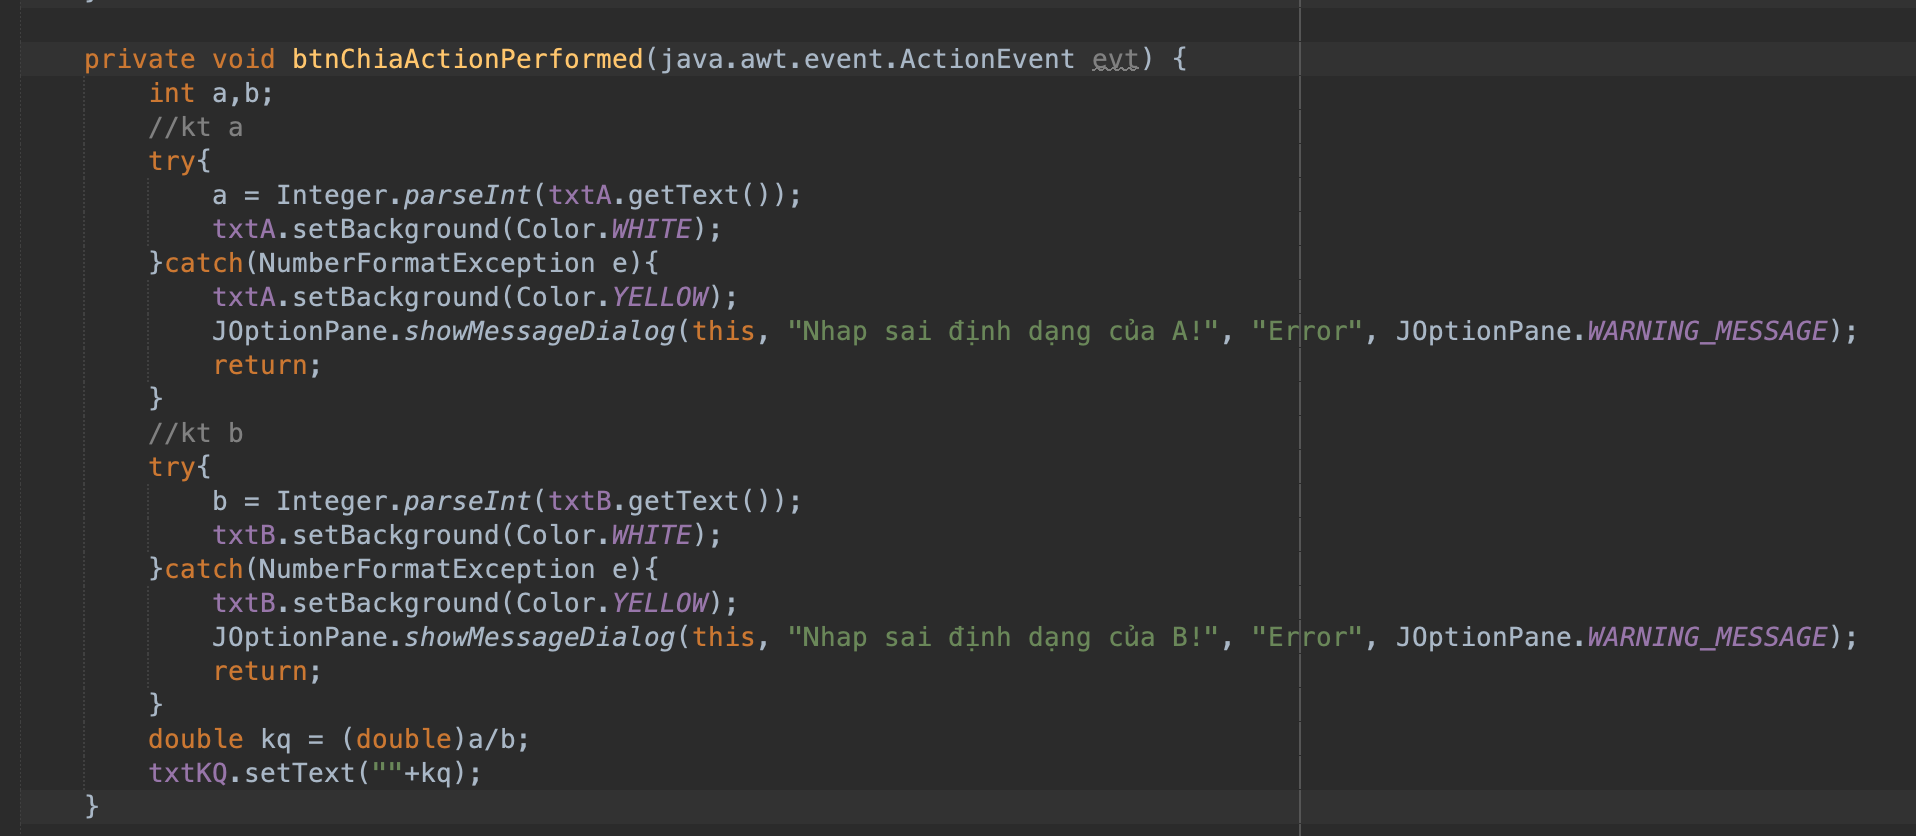 private void btnChiaActionPerformed(java.awt.event.ActionEvent evt) {
int a,b;
//kt a
try{
a = Integer.parseInt(txtA.getText());
txtA.setBackground(Color.WHITE);
}catch(NumberFormatException e){
txtA.setBackground(Color.YELLOW);
JOptionPane.showMessageDialog(this, "Nhap sai định dạng của A!", "Error", JOptionPane.WARNING_MESSAGE);
return;
}
//kt b
try{
b = Integer.parseInt(txtB.getText());
txtB.setBackground(Color.WHITE);
}catch(NumberFormatException e){
txtB.setBackground(Color.YELLOW);
JOptionPane.showMessageDialog(this, "Nhap sai định dạng của B!", "Error", JOptionPane.WARNING_MESSAGE);
return;
}
double kq = (double)a/b;
txtKQ.setText(""+kq);
}